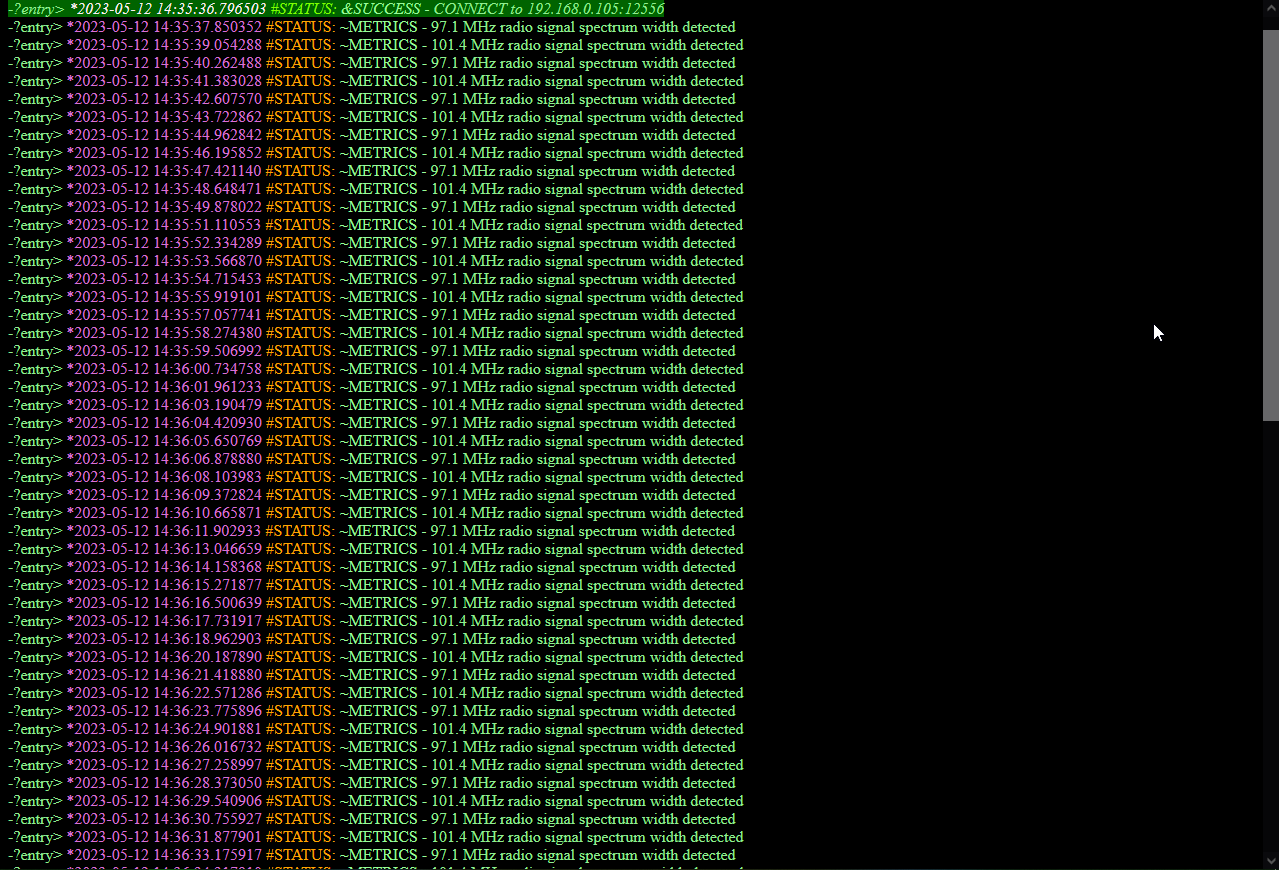 -?entry> *2023-05-12 14:35:36.796503 #STATUS: &SUCCESS - CONNECT to 192.168.0.105:12556
-?entry> *2023-05-12 14:35:37.850352 #STATUS: ~METRICS - 97.1 MHz radio signal spectrum width detected
-?entry> *2023-05-12 14:35:39.054288 #STATUS: ~METRICS - 101.4 MHz radio signal spectrum width detected
-?entry> *2023-05-12 14:35:40.262488 #STATUS: ~METRICS - 97.1 MHz radio signal spectrum width detected
-?entry> *2023-05-12 14:35:41.383028 #STATUS: ~METRICS - 101.4 MHz radio signal spectrum width detected
-?entry> *2023-05-12 14:35:42.607570 #STATUS: ~METRICS - 97.1 MHz radio signal spectrum width detected
-?entry> *2023-05-12 14:35:43.722862 #STATUS: ~METRICS - 101.4 MHz radio signal spectrum width detected
-?entry> *2023-05-12 14:35:44.962842 #STATUS: ~METRICS - 97.1 MHz radio signal spectrum width detected
-?entry> *2023-05-12 14:35:46.195852 #STATUS: ~METRICS - 101.4 MHz radio signal spectrum width detected
-?entry> *2023-05-12 14:35:47.421140 #STATUS: ~METRICS - 97.1 MHz radio signal spectrum width detected
-?entry> *2023-05-12 14:35:48.648471 #STATUS: ~METRICS - 101.4 MHz radio signal spectrum width detected
-?entry> *2023-05-12 14:35:49.878022 #STATUS: ~METRICS - 97.1 MHz radio signal spectrum width detected
-?entry> *2023-05-12 14:35:51.110553 #STATUS: ~METRICS - 101.4 MHz radio signal spectrum width detected
-?entry> *2023-05-12 14:35:52.334289 #STATUS: ~METRICS - 97.1 MHz radio signal spectrum width detected
-?entry> *2023-05-12 14:35:53.566870 #STATUS: ~METRICS - 101.4 MHz radio signal spectrum width detected
-?entry> *2023-05-12 14:35:54.715453 #STATUS: ~METRICS - 97.1 MHz radio signal spectrum width detected
-?entry> *2023-05-12 14:35:55.919101 #STATUS: ~METRICS - 101.4 MHz radio signal spectrum width detected
-?entry> *2023-05-12 14:35:57.057741 #STATUS: ~METRICS - 97.1 MHz radio signal spectrum width detected
-?entry> *2023-05-12 14:35:58.274380 #STATUS: ~METRICS - 101.4 MHz radio signal spectrum width detected
-?entry> *2023-05-12 14:35:59.506992 #STATUS: ~METRICS - 97.1 MHz radio signal spectrum width detected
-?entry> *2023-05-12 14:36:00.734758 #STATUS: ~METRICS - 101.4 MHz radio signal spectrum width detected
-?entry> *2023-05-12 14:36:01.961233 #STATUS: ~METRICS - 97.1 MHz radio signal spectrum width detected
-?entry> *2023-05-12 14:36:03.190479 #STATUS: ~METRICS - 101.4 MHz radio signal spectrum width detected
-?entry> *2023-05-12 14:36:04.420930 #STATUS: ~METRICS - 97.1 MHz radio signal spectrum width detected
-?entry> *2023-05-12 14:36:05.650769 #STATUS: ~METRICS - 101.4 MHz radio signal spectrum width detected
-?entry> *2023-05-12 14:36:06.878880 #STATUS: ~METRICS - 97.1 MHz radio signal spectrum width detected
-?entry> *2023-05-12 14:36:08.103983 #STATUS: ~METRICS - 101.4 MHz radio signal spectrum width detected
-?entry> *2023-05-12 14:36:09.372824 #STATUS: ~METRICS - 97.1 MHz radio signal spectrum width detected
-?entry> *2023-05-12 14:36:10.665871 #STATUS: ~METRICS - 101.4 MHz radio signal spectrum width detected
-?entry> *2023-05-12 14:36:11.902933 #STATUS: ~METRICS - 97.1 MHz radio signal spectrum width detected
-?entry> *2023-05-12 14:36:13.046659 #STATUS: ~METRICS - 101.4 MHz radio signal spectrum width detected
-?entry> *2023-05-12 14:36:14.158368 #STATUS: ~METRICS - 97.1 MHz radio signal spectrum width detected
-?entry> *2023-05-12 14:36:15.271877 #STATUS: ~METRICS - 101.4 MHz radio signal spectrum width detected
-?entry> *2023-05-12 14:36:16.500639 #STATUS: ~METRICS - 97.1 MHz radio signal spectrum width detected
-?entry> *2023-05-12 14:36:17.731917 #STATUS: ~METRICS - 101.4 MHz radio signal spectrum width detected
-?entry> *2023-05-12 14:36:18.962903 #STATUS: ~METRICS - 97.1 MHz radio signal spectrum width detected
-?entry> *2023-05-12 14:36:20.187890 #STATUS: ~METRICS - 101.4 MHz radio signal spectrum width detected
-?entry> *2023-05-12 14:36:21.418880 #STATUS: ~METRICS - 97.1 MHz radio signal spectrum width detected
-?entry> *2023-05-12 14:36:22.571286 #STATUS: ~METRICS - 101.4 MHz radio signal spectrum width detected
-?entry> *2023-05-12 14:36:23.775896 #STATUS: ~METRICS - 97.1 MHz radio signal spectrum width detected
-?entry> *2023-05-12 14:36:24.901881 #STATUS: ~METRICS - 101.4 MHz radio signal spectrum width detected
-?entry> *2023-05-12 14:36:26.016732 #STATUS: ~METRICS - 97.1 MHz radio signal spectrum width detected
-?entry> *2023-05-12 14:36:27.258997 #STATUS: ~METRICS - 101.4 MHz radio signal spectrum width detected
-?entry> *2023-05-12 14:36:28.373050 #STATUS: ~METRICS - 97.1 MHz radio signal spectrum width detected
-?entry> *2023-05-12 14:36:29.540906 #STATUS: ~METRICS - 101.4 MHz radio signal spectrum width detected
-?entry> *2023-05-12 14:36:30.755927 #STATUS: ~METRICS - 97.1 MHz radio signal spectrum width detected
-?entry> *2023-05-12 14:36:31.877901 #STATUS: ~METRICS - 101.4 MHz radio signal spectrum width detected
-?entry> *2023-05-12 14:36:33.175917 #STATUS: ~METRICS - 97.1 MHz radio signal spectrum width detected